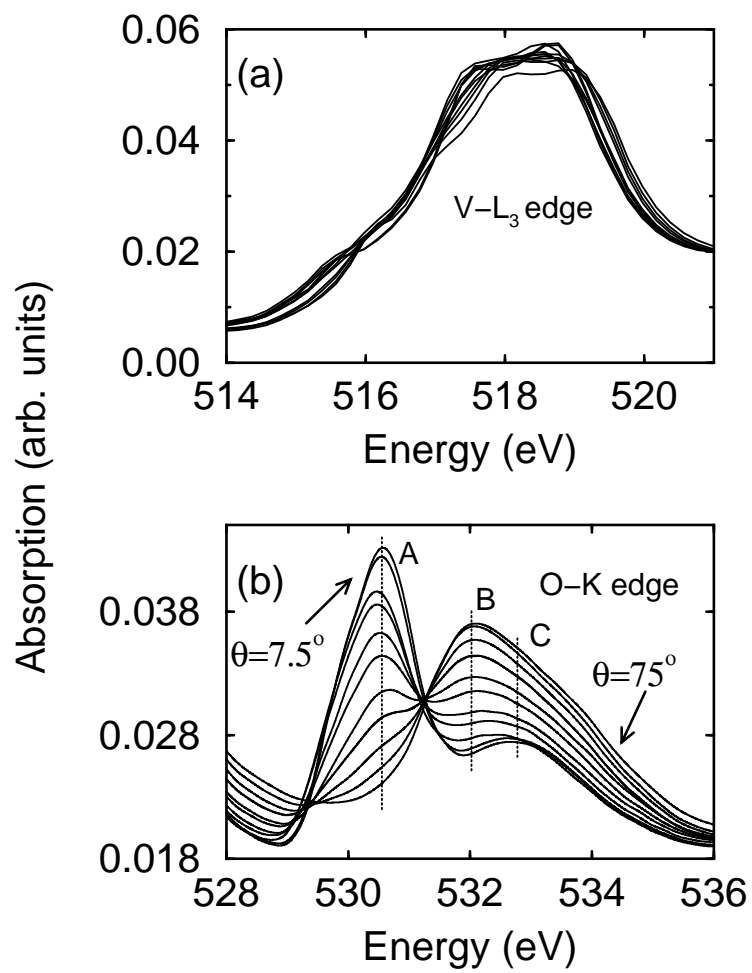 Absorption (arb. units)
(a)
0.06
0.04
0.02
0.00
V−L₃ edge
514 516 518 520
Energy (eV)
(b)
A
B
C
O−K edge
θ=7.5°
θ=75°
0.038
0.028
0.018
528 530 532 534 536
Energy (eV)